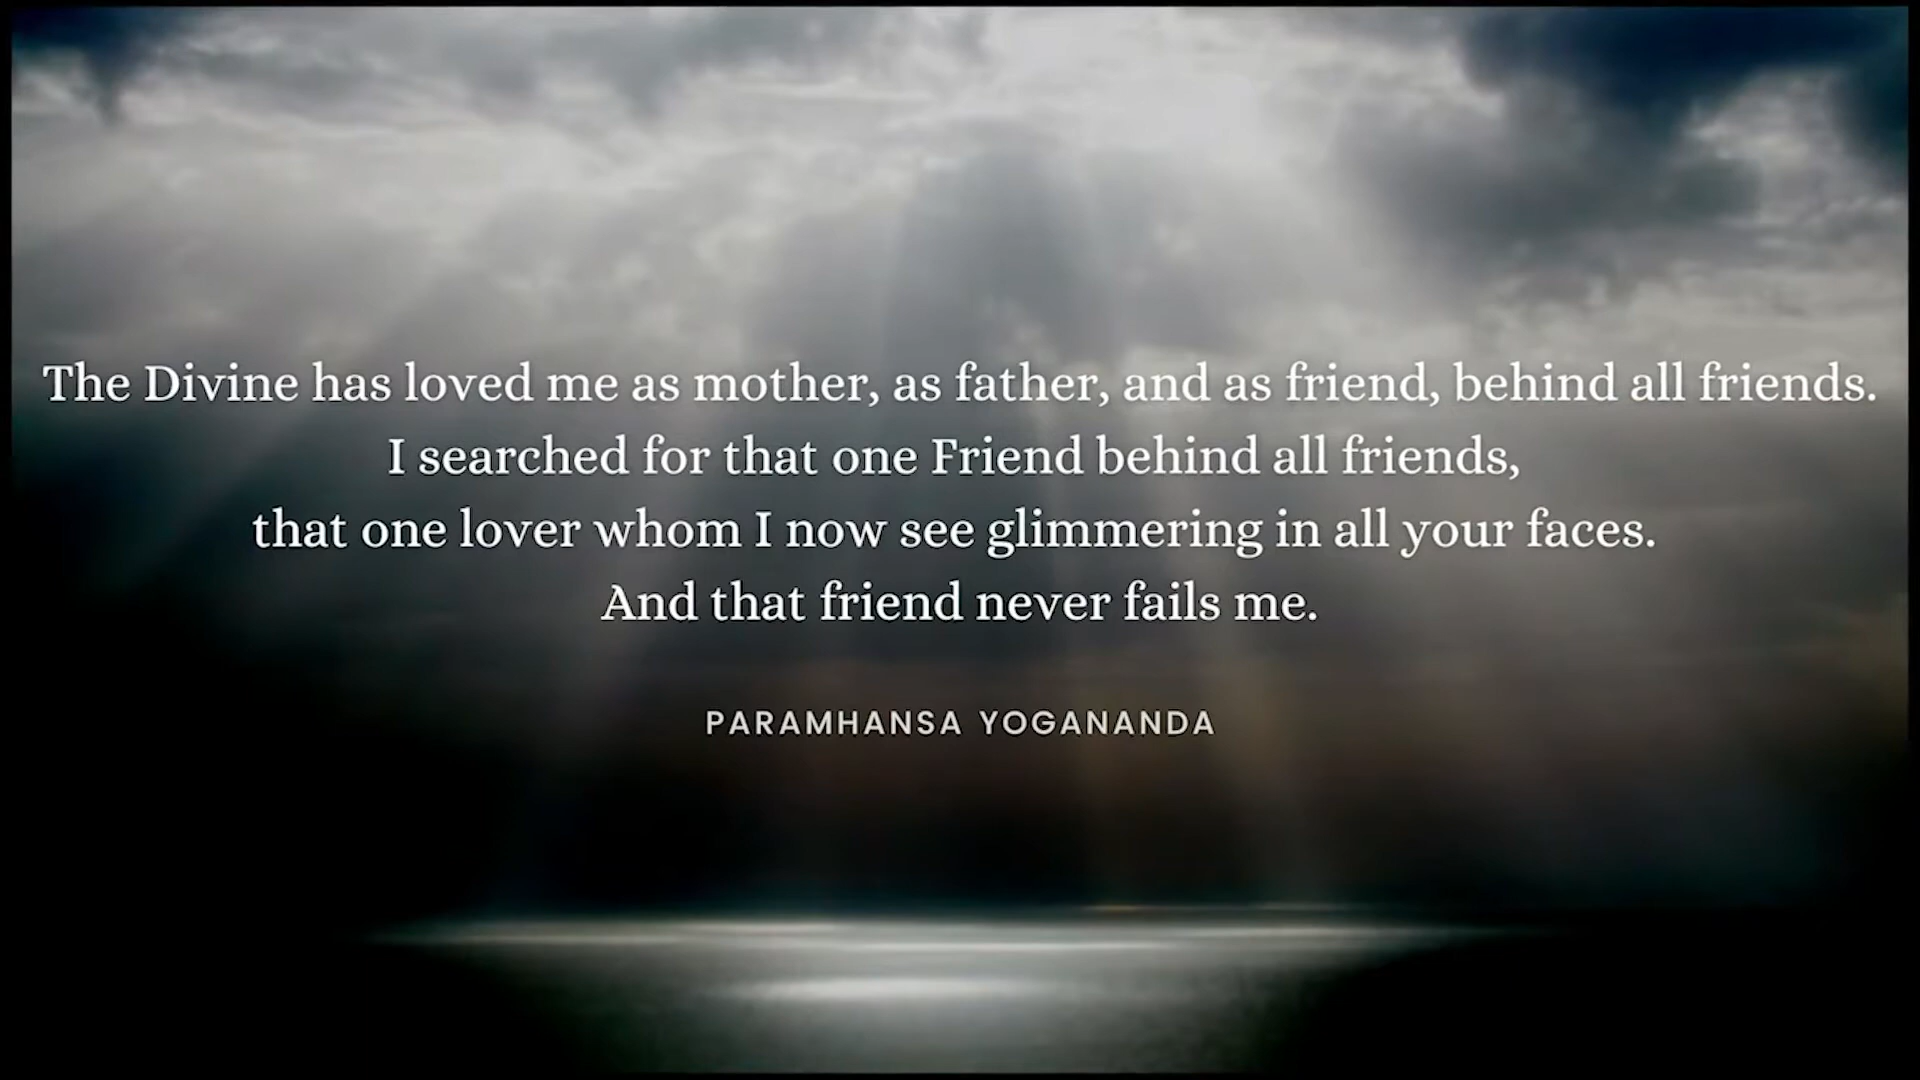 The Divine has loved me as mother, as father, and as friend, behind all friends.
I searched for that one Friend behind all friends,
that one lover whom I now see glimmering in all your faces.
And that friend never fails me.
PARAMHANSA YOGANANDA